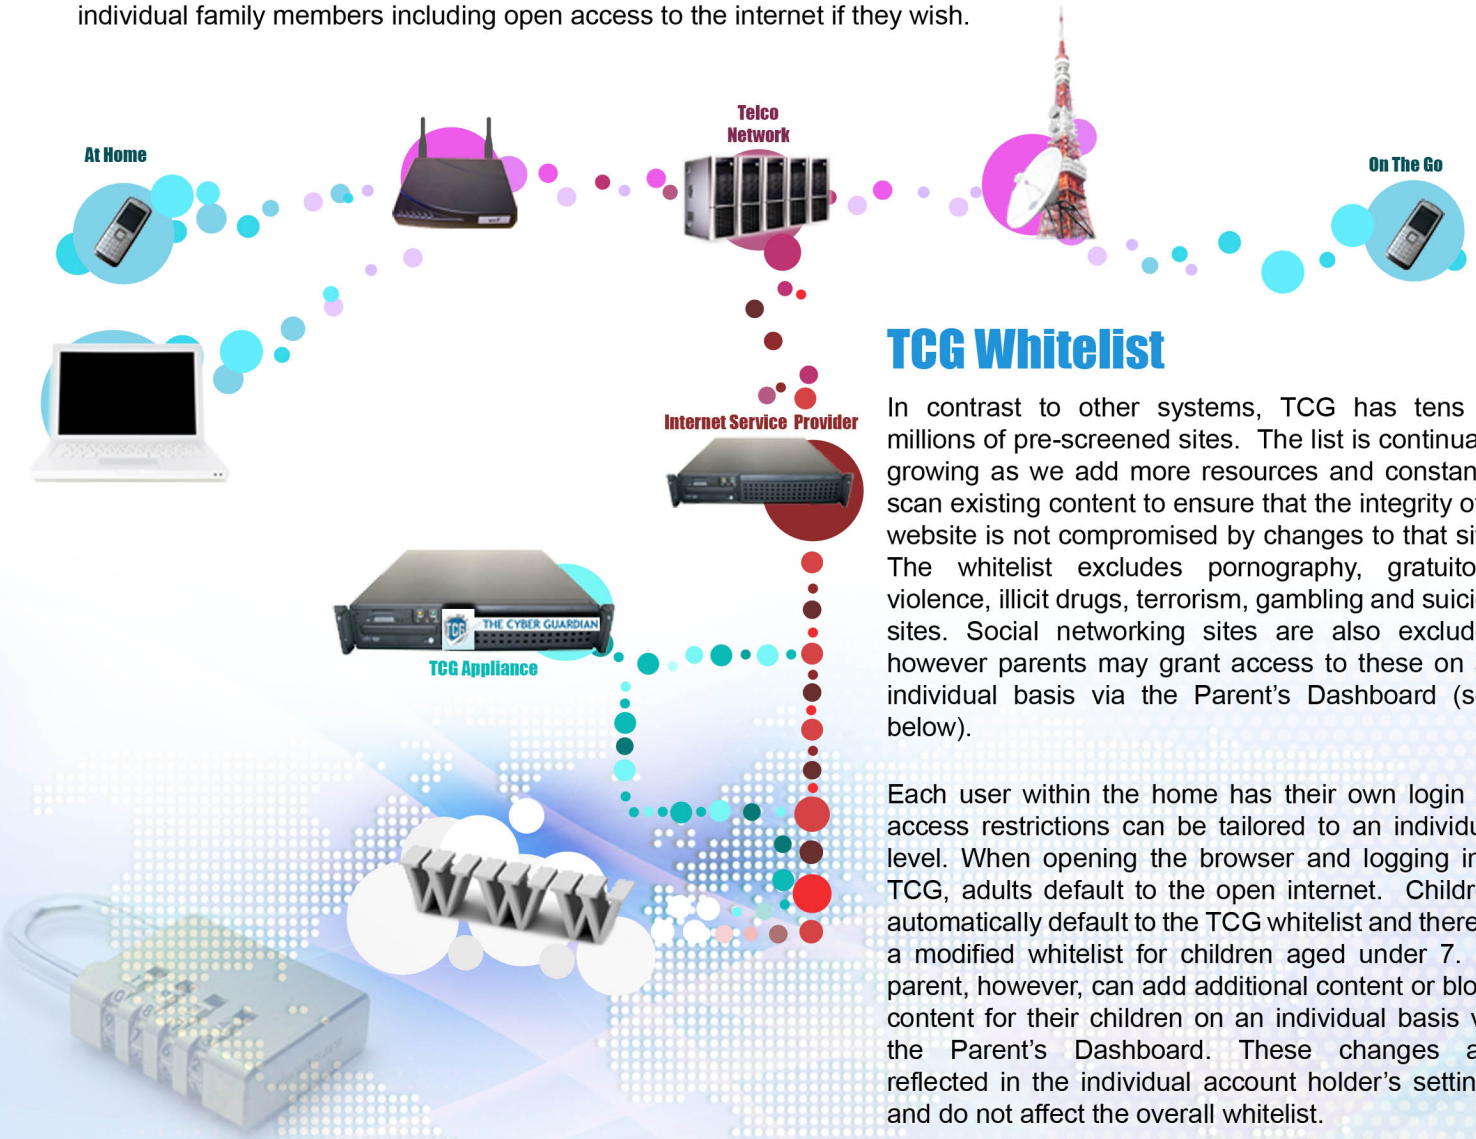 individual family members including open access to the internet if they wish.
Telco
Network
At Home
On The Go
Internet Service Provider
TCG
THE CYBER GUARDIAN
TCG Appliance
WWW
TCG Whitelist
In contrast to other systems, TCG has tens
millions of pre-screened sites. The list is continua
growing as we add more resources and constan
scan existing content to ensure that the integrity of
website is not compromised by changes to that sit
The whitelist excludes pornography, gratuito
violence, illicit drugs, terrorism, gambling and suici
sites. Social networking sites are also exclud
however parents may grant access to these on a
individual basis via the Parent's Dashboard (s
below).
Each user within the home has their own login
access restrictions can be tailored to an individu
level. When opening the browser and logging in
TCG, adults default to the open internet. Childr
automatically default to the TCG whitelist and there
a modified whitelist for children aged under 7.
parent, however, can add additional content or blo
content for their children on an individual basis v
the Parent's Dashboard. These changes a
reflected in the individual account holder's settin
and do not affect the overall whitelist.